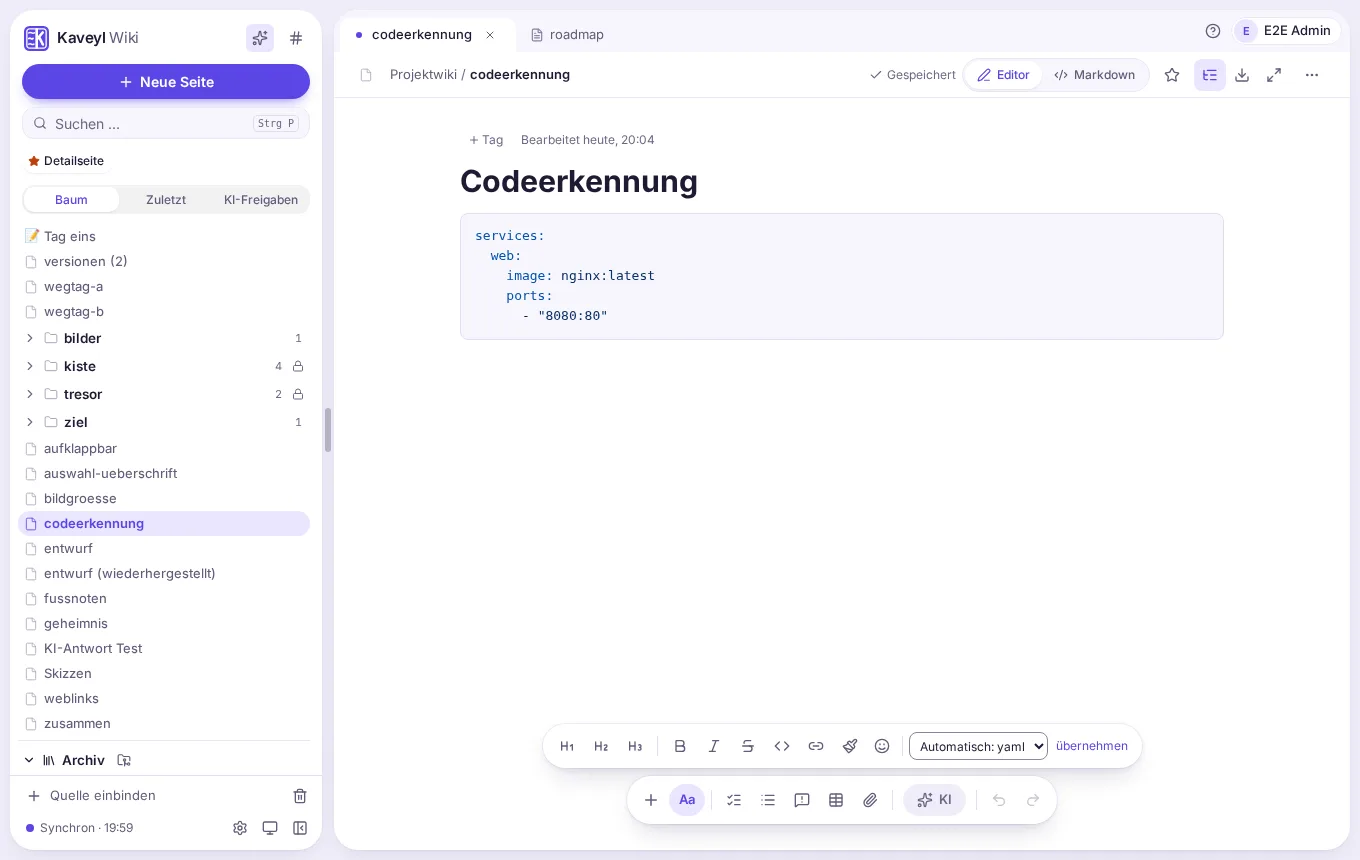 Kaveyl Wiki
Neue Seite
Suchen ...
Strg P
Detailseite
Baum
Zuletzt
KI-Freigaben
Tag eins
versionen (2)
wegtag-a
wegtag-b
bilder 1
kiste 4
tresor 2
ziel 1
aufklappbar
auswahl-ueberschrift
bildgroesse
codeerkennung
entwurf
entwurf (wiederhergestellt)
fussnoten
geheimnis
KI-Antwort Test
Skizzen
weblinks
zusammen
Archiv
Quelle einbinden
Synchron · 19:59
codeerkennung
roadmap
E E2E Admin
Projektwiki / codeerkennung
Gespeichert
Editor
Markdown
+ Tag
Bearbeitet heute, 20:04
Codeerkennung
services:
  web:
    image: nginx:latest
    ports:
      - "8080:80"
H1 H2 H3
Automatisch: yaml
übernehmen
Aa
KI